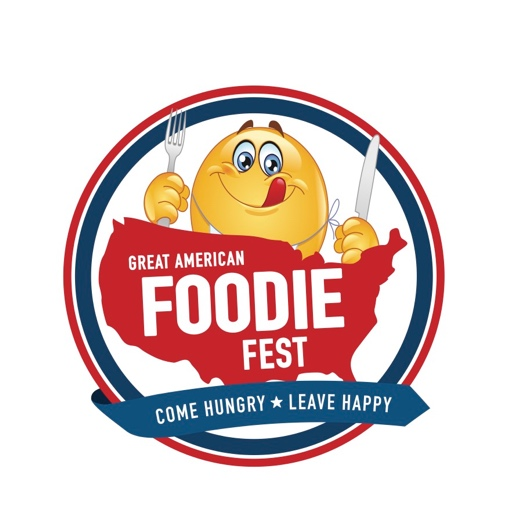 GREAT AMERICAN
FOODIE
FEST
COME HUNGRY ★ LEAVE HAPPY